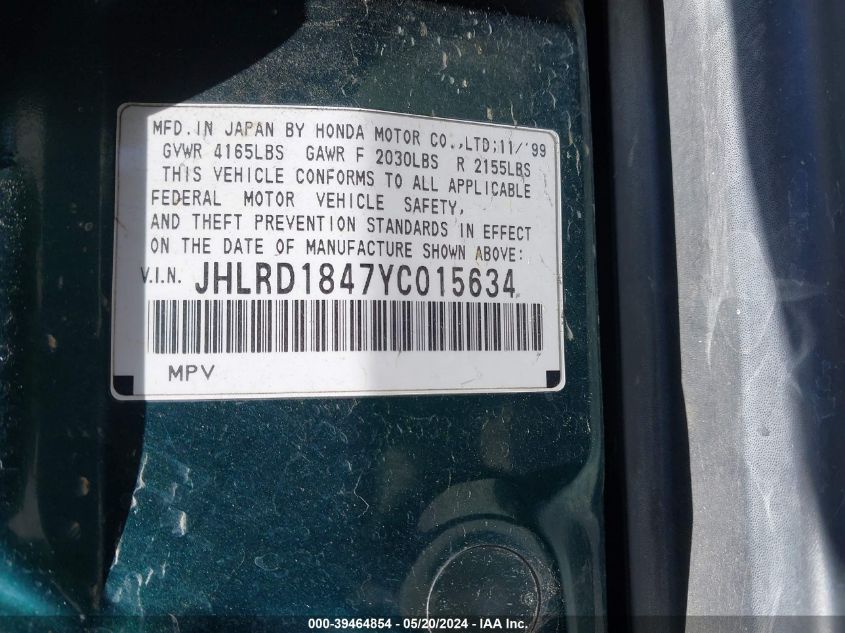 MFD.IN JAPAN BY HONDA MOTOR CO.,LTD;11/'99
GVWR 4165LBS GAWR F 2030LBS R 2155LBS
THIS VEHICLE CONFORMS TO ALL APPLICABLE
FEDERAL MOTOR VEHICLE SAFETY,
AND THEFT PREVENTION STANDARDS IN EFFECT
ON THE DATE OF MANUFACTURE SHOWN ABOVE:
V.I.N. JHLRD1847YC015634
MPV
000-39464854 / 05/20/2024 - IAA Inc.